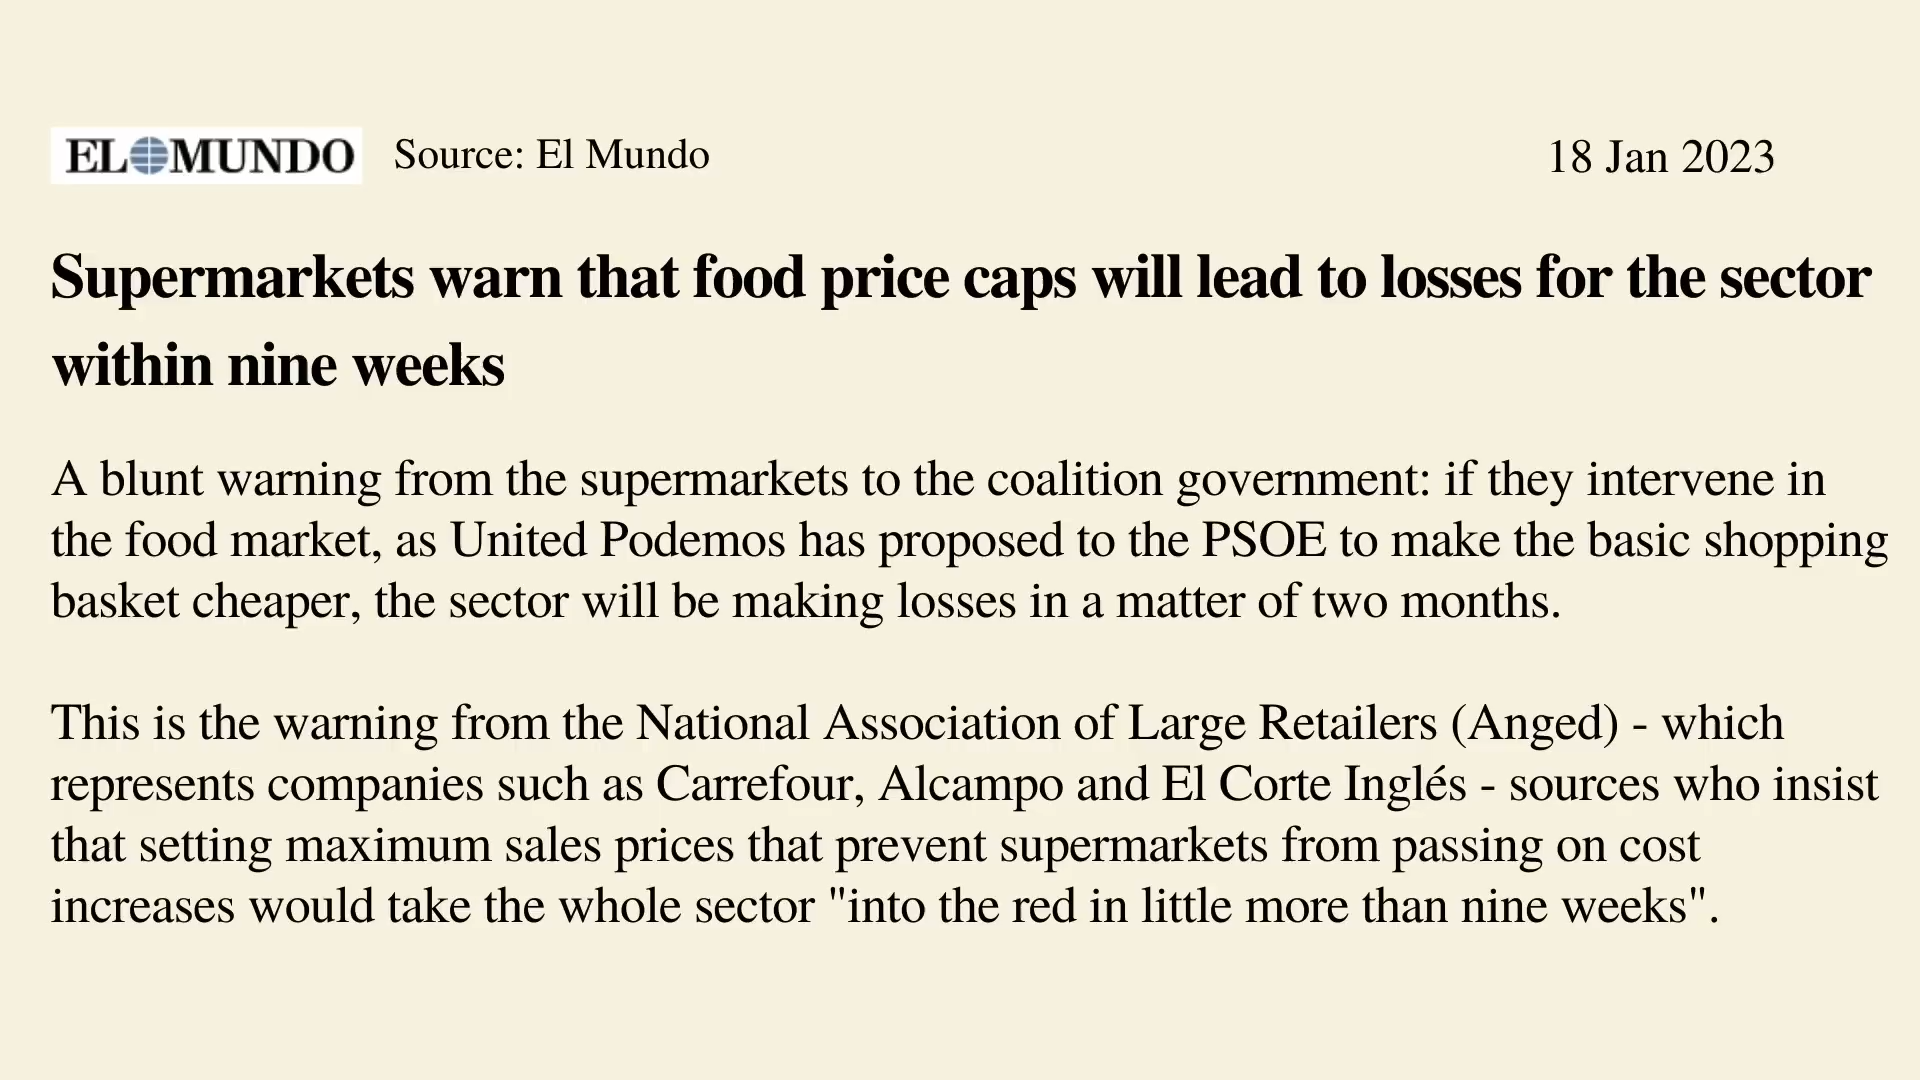 EL MUNDO Source: El Mundo 18 Jan 2023
Supermarkets warn that food price caps will lead to losses for the sector
within nine weeks
A blunt warning from the supermarkets to the coalition government: if they intervene in
the food market, as United Podemos has proposed to the PSOE to make the basic shopping
basket cheaper, the sector will be making losses in a matter of two months.
This is the warning from the National Association of Large Retailers (Anged) - which
represents companies such as Carrefour, Alcampo and El Corte Inglés - sources who insist
that setting maximum sales prices that prevent supermarkets from passing on cost
increases would take the whole sector "into the red in little more than nine weeks".